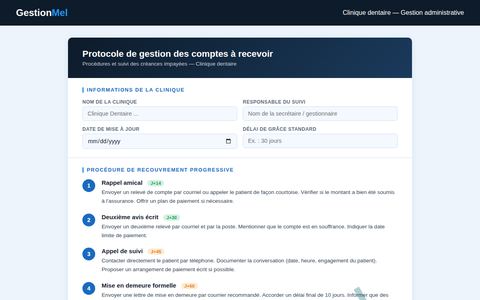 GestionMel
Clinique dentaire — Gestion administrative
Protocole de gestion des comptes à recevoir
Procédures et suivi des créances impayées — Clinique dentaire
INFORMATIONS DE LA CLINIQUE
NOM DE LA CLINIQUE
RESPONSABLE DU SUIVI
Clinique Dentaire ...
Nom de la secrétaire / gestionnaire
DATE DE MISE À JOUR
DÉLAI DE GRÂCE STANDARD
mm/dd/yyyy
Ex. : 30 jours
PROCÉDURE DE RECOUVREMENT PROGRESSIVE
1 Rappel amical J+14
Envoyer un relevé de compte par courriel ou appeler le patient de façon courtoise. Vérifier si le montant a bien été soumis
à l'assurance. Offrir un plan de paiement si nécessaire.
2 Deuxième avis écrit J+30
Envoyer un deuxième relevé par courriel et par la poste. Mentionner que le compte est en souffrance. Indiquer la date
limite de paiement.
3 Appel de suivi J+45
Contacter directement le patient par téléphone. Documenter la conversation (date, heure, engagement du patient).
Proposer un arrangement de paiement écrit si possible.
4 Mise en demeure formelle J+60
Envoyer une lettre de mise en demeure par courrier recommandé. Accorder un délai final de 10 jours. Informer que des